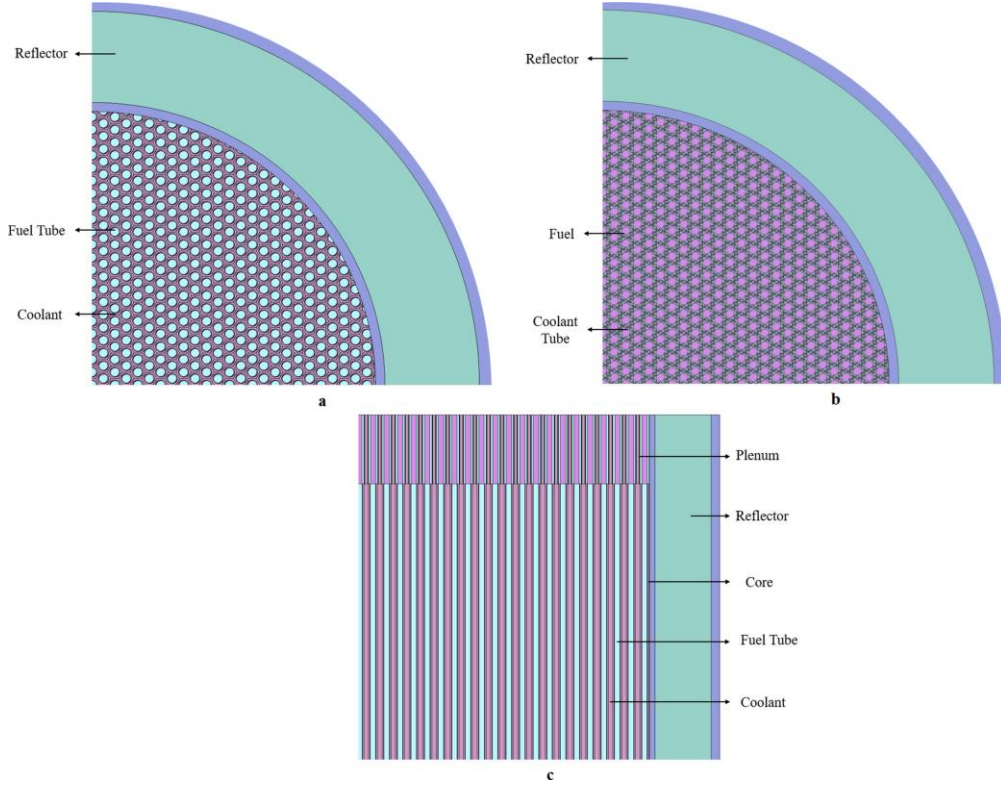 Reflector
Fuel Tube
Coolant
a
Reflector
Fuel
Coolant
Tube
b
Plenum
Reflector
Core
Fuel Tube
Coolant
c